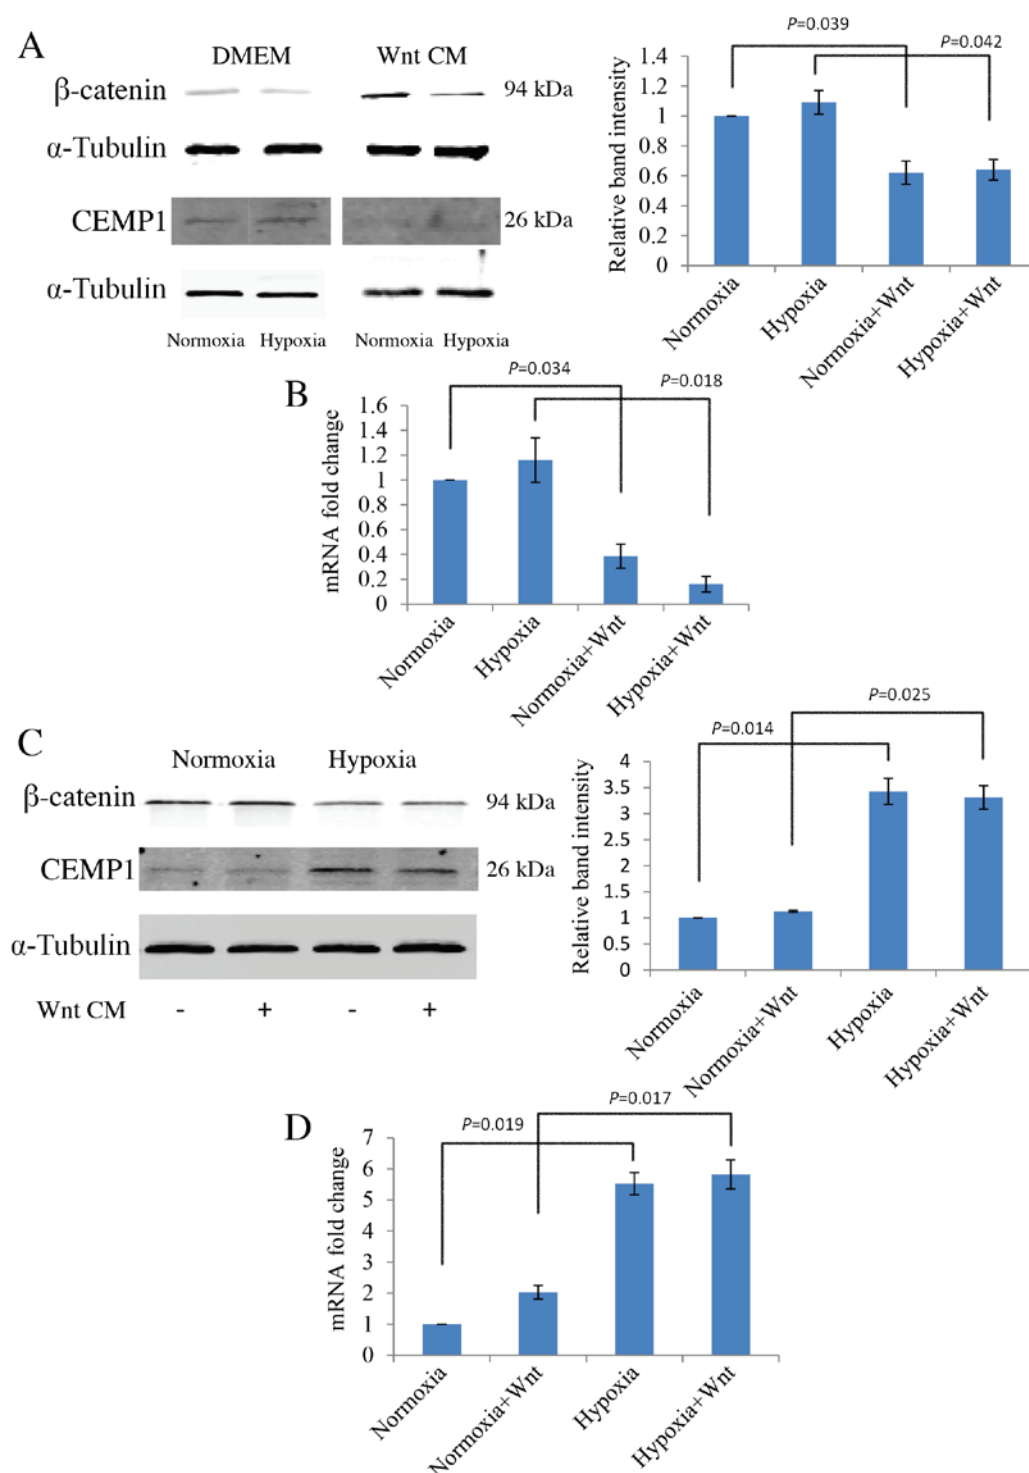 A
DMEM
Wnt CM
β-catenin
94 kDa
α-Tubulin
CEMP1
26 kDa
α-Tubulin
Normoxia Hypoxia Normoxia Hypoxia
P=0.039
P=0.042
Relative band intensity
1.4
1.2
1
0.8
0.6
0.4
0.2
0
Normoxia
Hypoxia
Normoxia+Wnt
Hypoxia+Wnt
B
P=0.034
P=0.018
mRNA fold change
1.6
1.4
1.2
1
0.8
0.6
0.4
0.2
0
Normoxia
Hypoxia
Normoxia+Wnt
Hypoxia+Wnt
C
Normoxia Hypoxia
β-catenin
94 kDa
CEMP1
26 kDa
α-Tubulin
Wnt CM - + - +
P=0.025
P=0.014
Relative band intensity
4
3.5
3
2.5
2
1.5
1
0.5
0
Normoxia
Normoxia+Wnt
Hypoxia
Hypoxia+Wnt
D
P=0.017
P=0.019
mRNA fold change
7
6
5
4
3
2
1
0
Normoxia
Normoxia+Wnt
Hypoxia
Hypoxia+Wnt